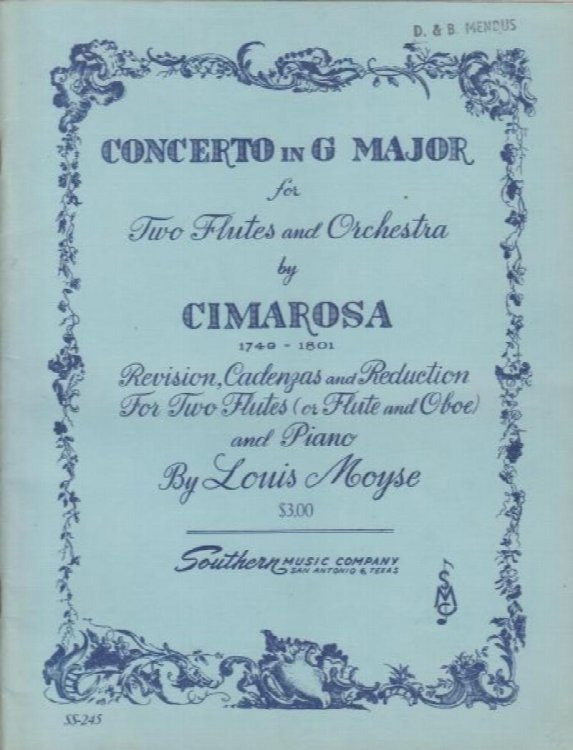 D. & B. MENDUS
CONCERTO IN G MAJOR
for
Two Flutes and Orchestra
by
CIMAROSA
1749 - 1801
Revision, Cadenzas and Reduction
For Two Flutes (or Flute and Oboe)
and Piano
By Louis Moyse
$3.00
Southern MUSIC COMPANY
SAN ANTONIO 6, TEXAS
SMC
SS-245